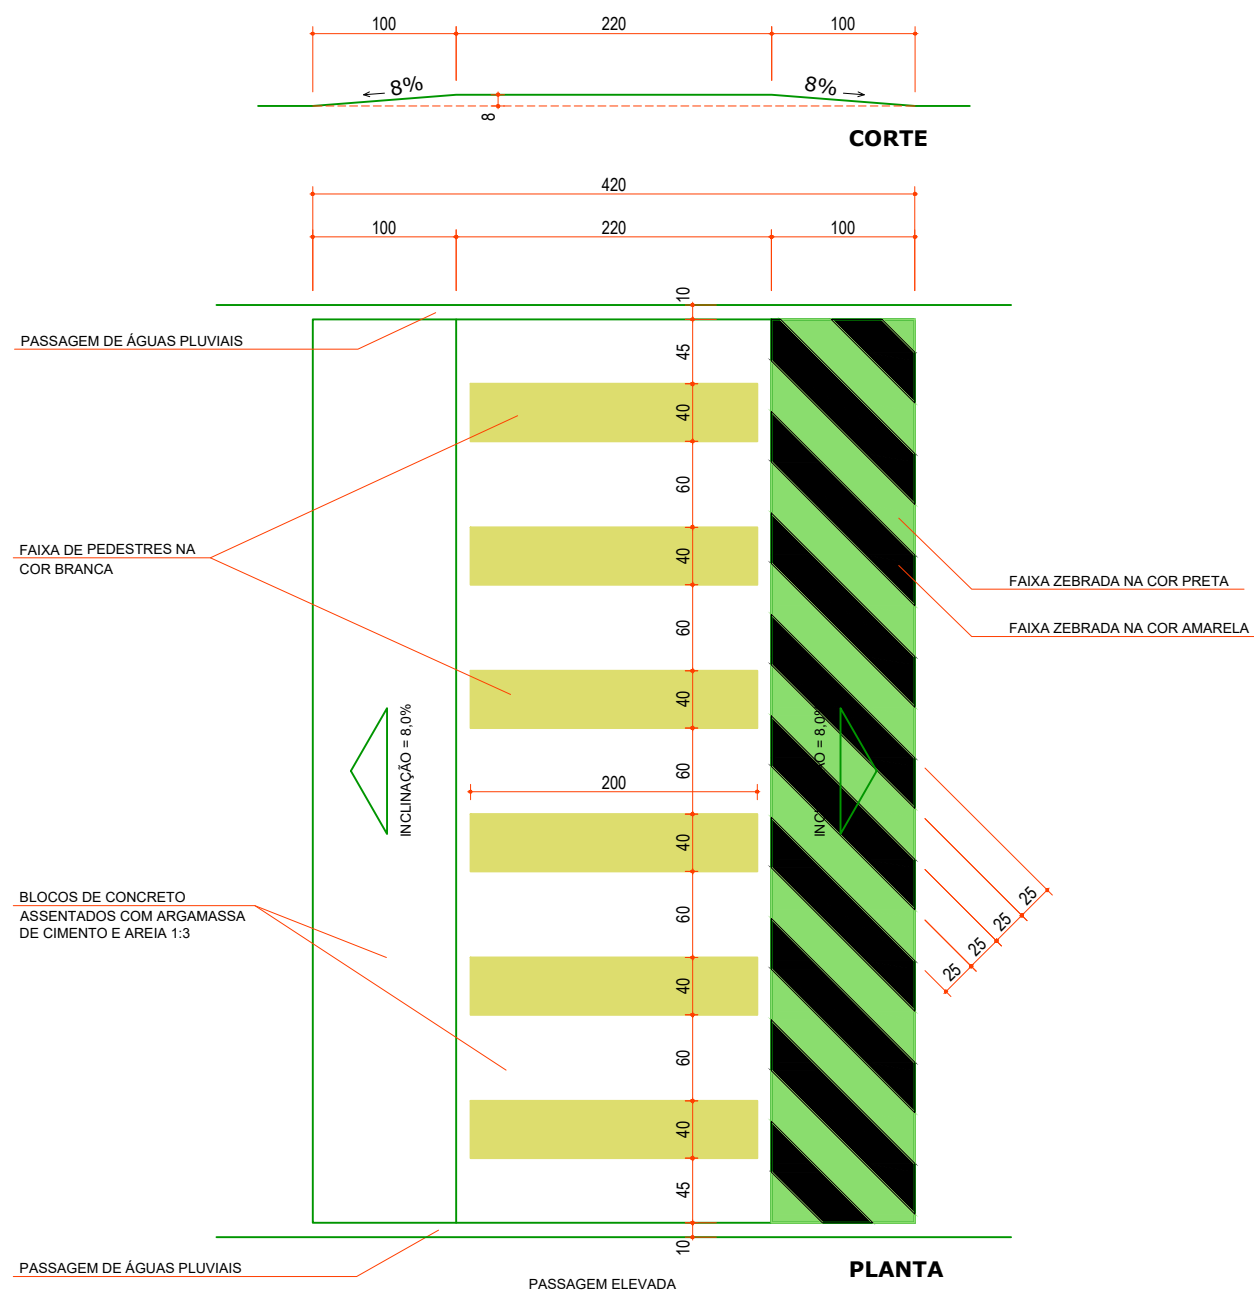 100
220
100
8%
8%
8
CORTE
420
100
220
100
10
PASSAGEM DE ÁGUAS PLUVIAIS
45
40
60
FAIXA DE PEDESTRES NA
COR BRANCA
40
FAIXA ZEBRADA NA COR PRETA
60
FAIXA ZEBRADA NA COR AMARELA
40
INCLINAÇÃO = 8,0%
60
200
40
BLOCOS DE CONCRETO
ASSENTADOS COM ARGAMASSA
DE CIMENTO E AREIA 1:3
60
25
25
25
25
40
60
40
45
10
PASSAGEM DE ÁGUAS PLUVIAIS
PLANTA
PASSAGEM ELEVADA